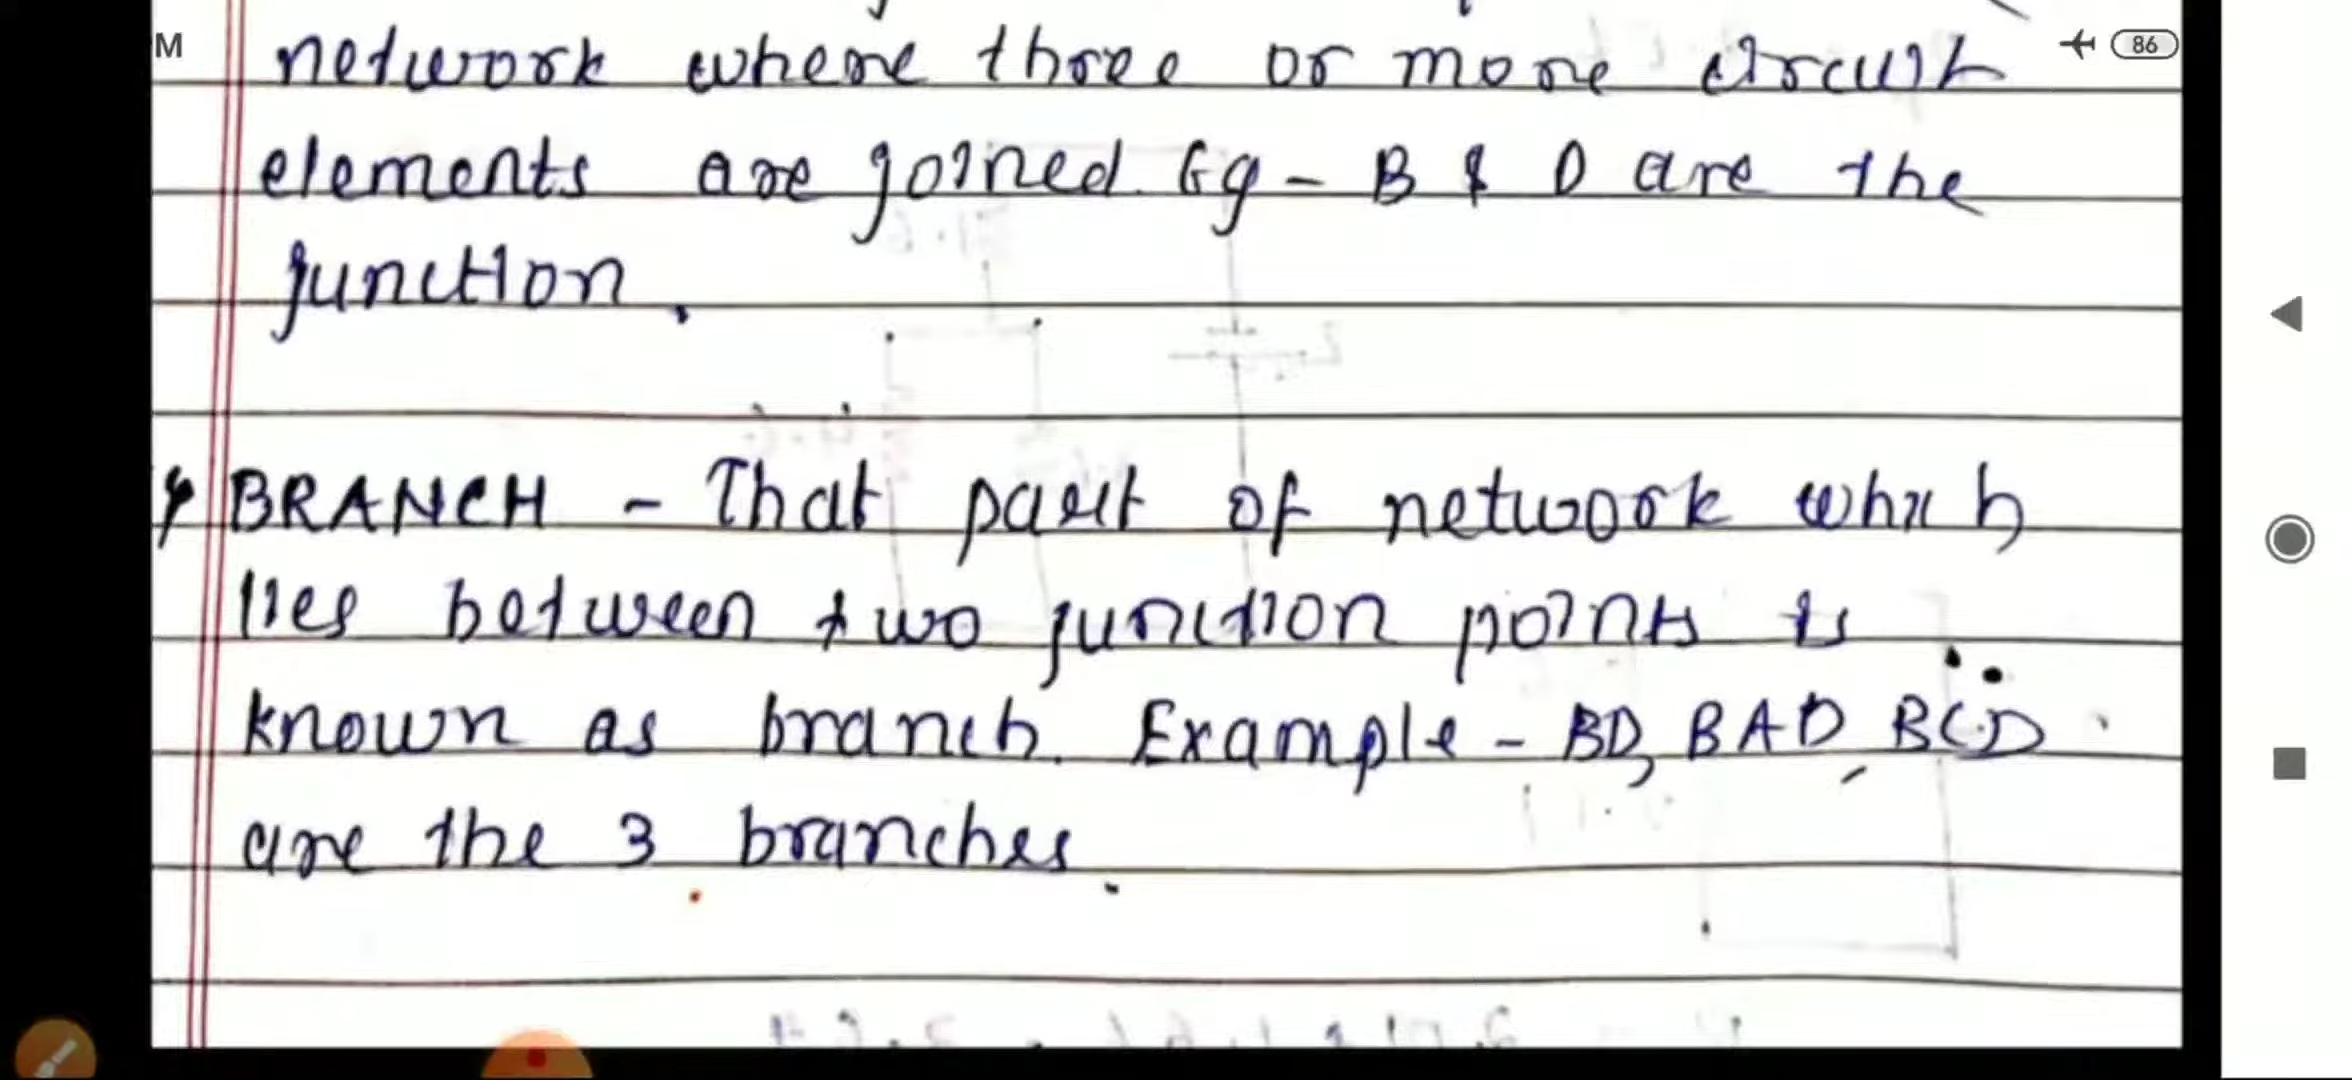 M
86
network where three or more circuit
elements are joined. Eg - B & D are the
junction.
BRANCH - That part of network which
lies between two junction points is
known as branch. Example - BD, BAD, BCD
are the 3 branches.